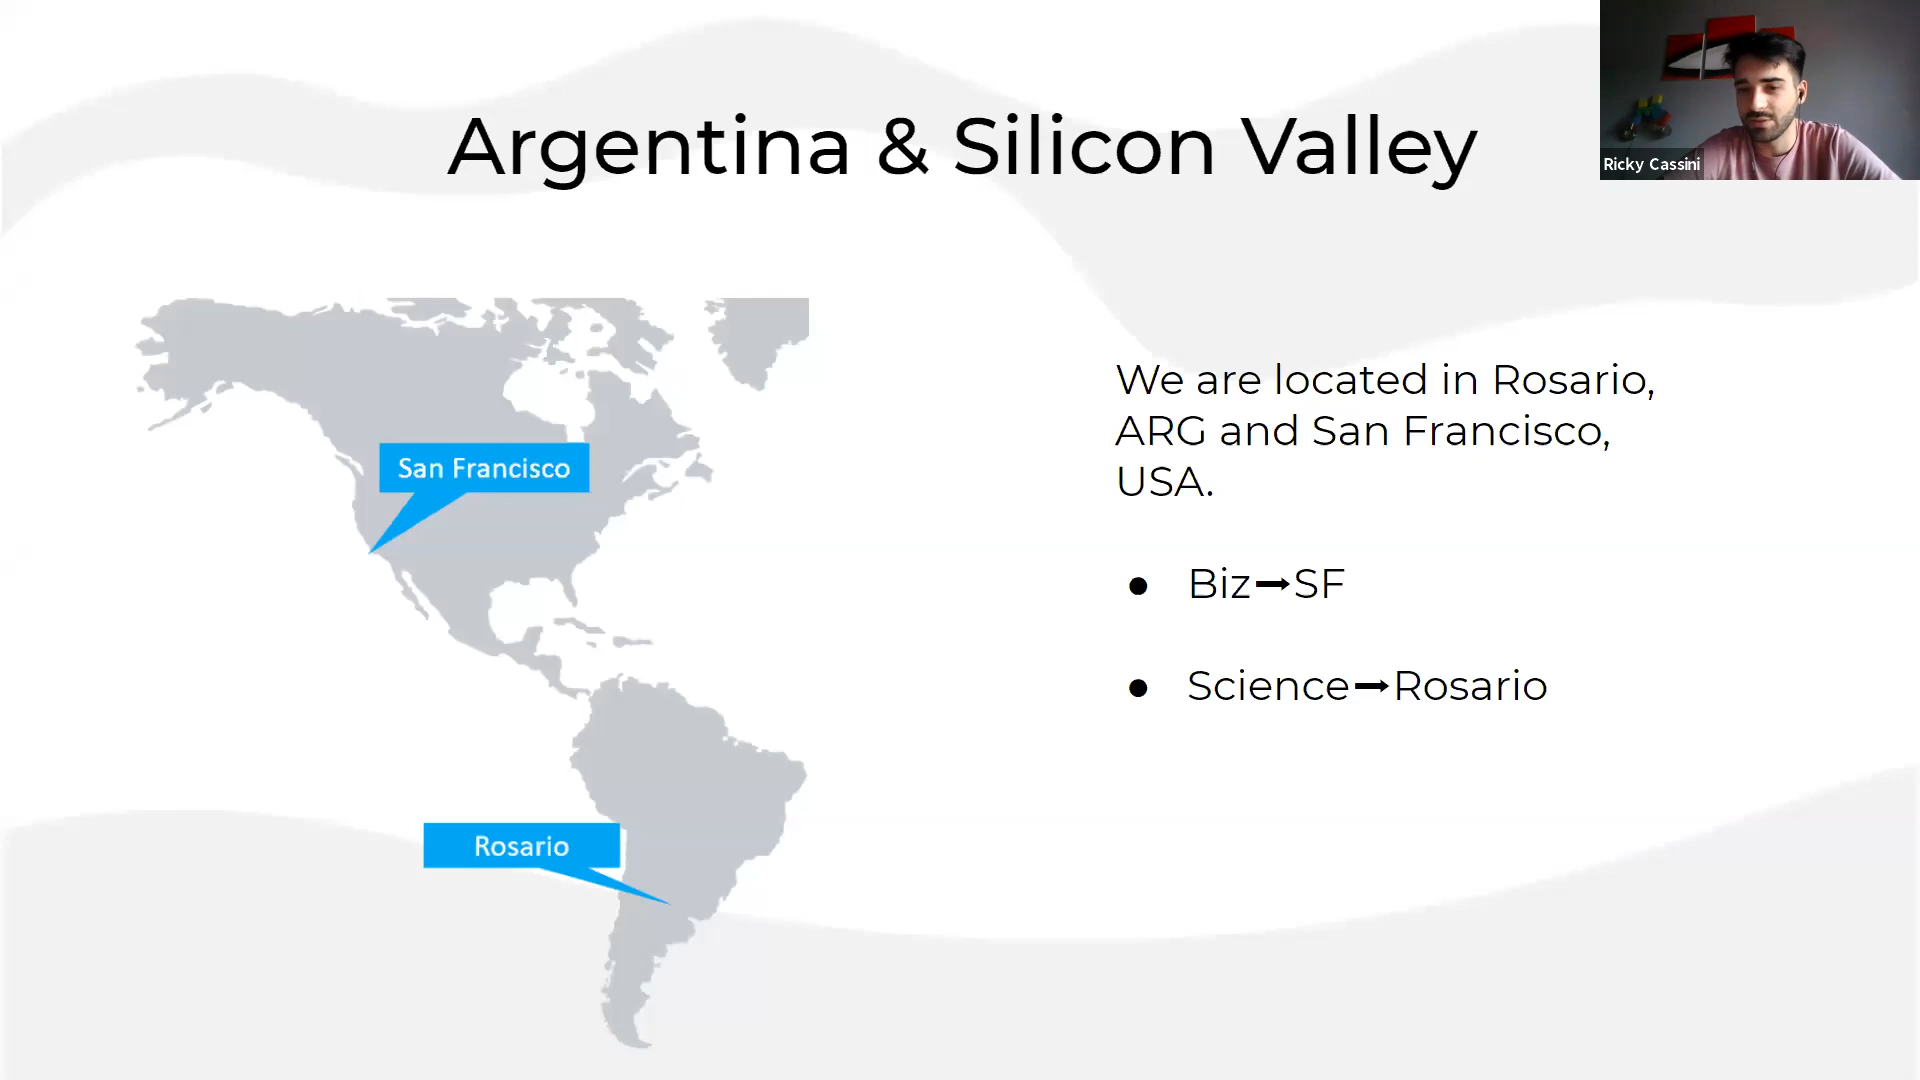 Argentina & Silicon Valley
Ricky Cassini
San Francisco
Rosario
We are located in Rosario,
ARG and San Francisco,
USA.
● Biz➞SF
● Science➞Rosario